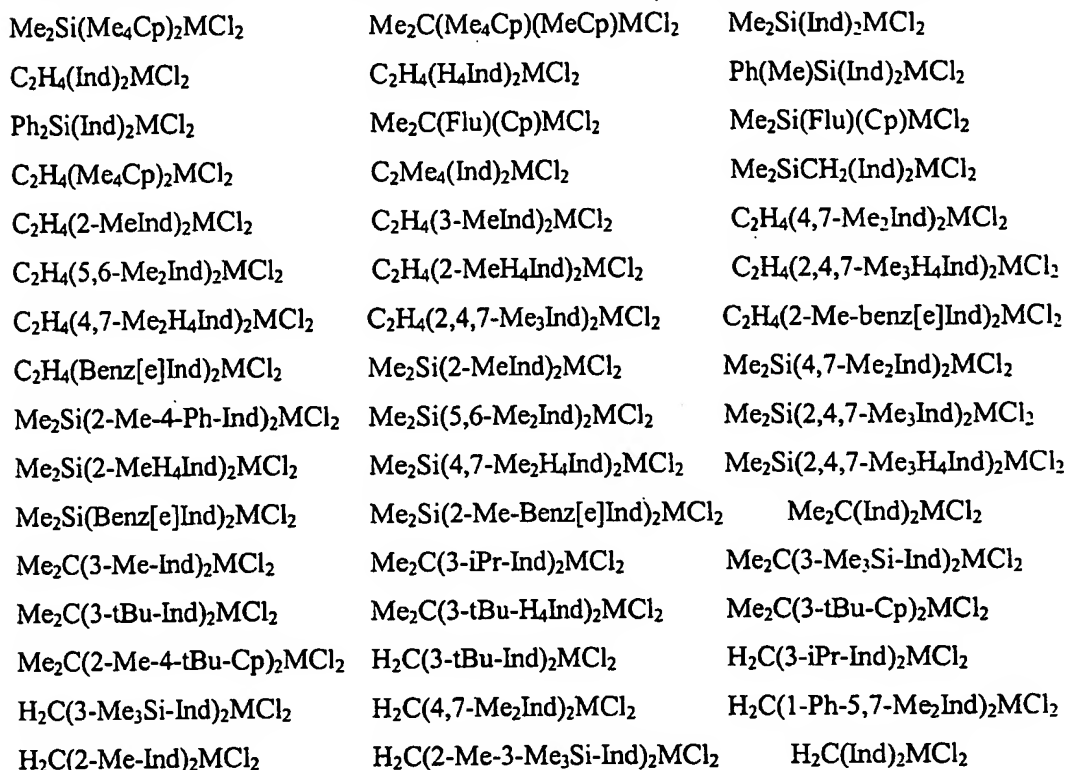 Me₂Si(Me₄Cp)₂MCl₂ Me₂C(Me₄Cp)(MeCp)MCl₂ Me₂Si(Ind)₂MCl₂
C₂H₄(Ind)₂MCl₂ C₂H₄(H₄Ind)₂MCl₂ Ph(Me)Si(Ind)₂MCl₂
Ph₂Si(Ind)₂MCl₂ Me₂C(Flu)(Cp)MCl₂ Me₂Si(Flu)(Cp)MCl₂
C₂H₄(Me₄Cp)₂MCl₂ C₂Me₄(Ind)₂MCl₂ Me₂SiCH₂(Ind)₂MCl₂
C₂H₄(2-MeInd)₂MCl₂ C₂H₄(3-MeInd)₂MCl₂ C₂H₄(4,7-Me₂Ind)₂MCl₂
C₂H₄(5,6-Me₂Ind)₂MCl₂ C₂H₄(2-MeH₄Ind)₂MCl₂ C₂H₄(2,4,7-Me₃H₄Ind)₂MCl₂
C₂H₄(4,7-Me₂H₄Ind)₂MCl₂ C₂H₄(2,4,7-Me₃Ind)₂MCl₂ C₂H₄(2-Me-benz[e]Ind)₂MCl₂
C₂H₄(Benz[e]Ind)₂MCl₂ Me₂Si(2-MeInd)₂MCl₂ Me₂Si(4,7-Me₂Ind)₂MCl₂
Me₂Si(2-Me-4-Ph-Ind)₂MCl₂ Me₂Si(5,6-Me₂Ind)₂MCl₂ Me₂Si(2,4,7-Me₃Ind)₂MCl₂
Me₂Si(2-MeH₄Ind)₂MCl₂ Me₂Si(4,7-Me₂H₄Ind)₂MCl₂ Me₂Si(2,4,7-Me₃H₄Ind)₂MCl₂
Me₂Si(Benz[e]Ind)₂MCl₂ Me₂Si(2-Me-Benz[e]Ind)₂MCl₂ Me₂C(Ind)₂MCl₂
Me₂C(3-Me-Ind)₂MCl₂ Me₂C(3-iPr-Ind)₂MCl₂ Me₂C(3-Me₃Si-Ind)₂MCl₂
Me₂C(3-tBu-Ind)₂MCl₂ Me₂C(3-tBu-H₄Ind)₂MCl₂ Me₂C(3-tBu-Cp)₂MCl₂
Me₂C(2-Me-4-tBu-Cp)₂MCl₂ H₂C(3-tBu-Ind)₂MCl₂ H₂C(3-iPr-Ind)₂MCl₂
H₂C(3-Me₃Si-Ind)₂MCl₂ H₂C(4,7-Me₂Ind)₂MCl₂ H₂C(1-Ph-5,7-Me₂Ind)₂MCl₂
H₂C(2-Me-Ind)₂MCl₂ H₂C(2-Me-3-Me₃Si-Ind)₂MCl₂ H₂C(Ind)₂MCl₂